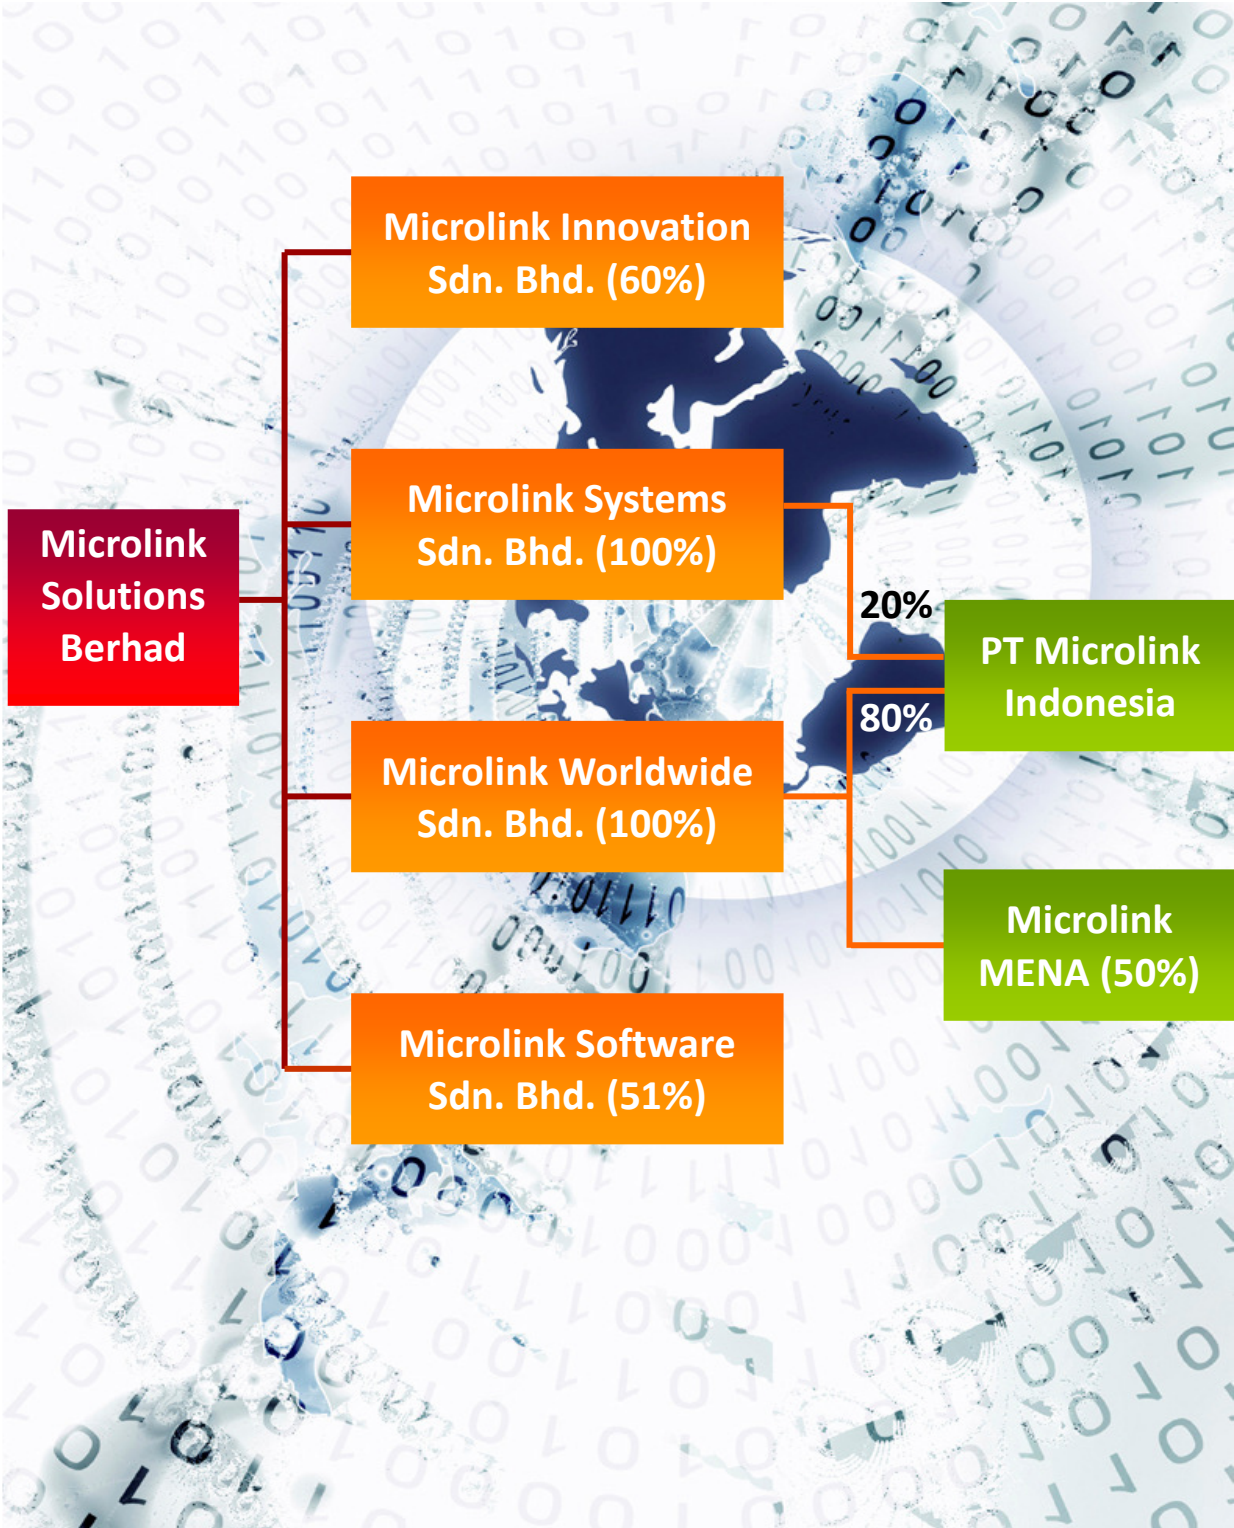 Microlink Innovation
Sdn. Bhd. (60%)
Microlink Systems
Sdn. Bhd. (100%)
Microlink
Solutions
Berhad
20%
PT Microlink
Indonesia
80%
Microlink Worldwide
Sdn. Bhd. (100%)
Microlink
MENA (50%)
Microlink Software
Sdn. Bhd. (51%)